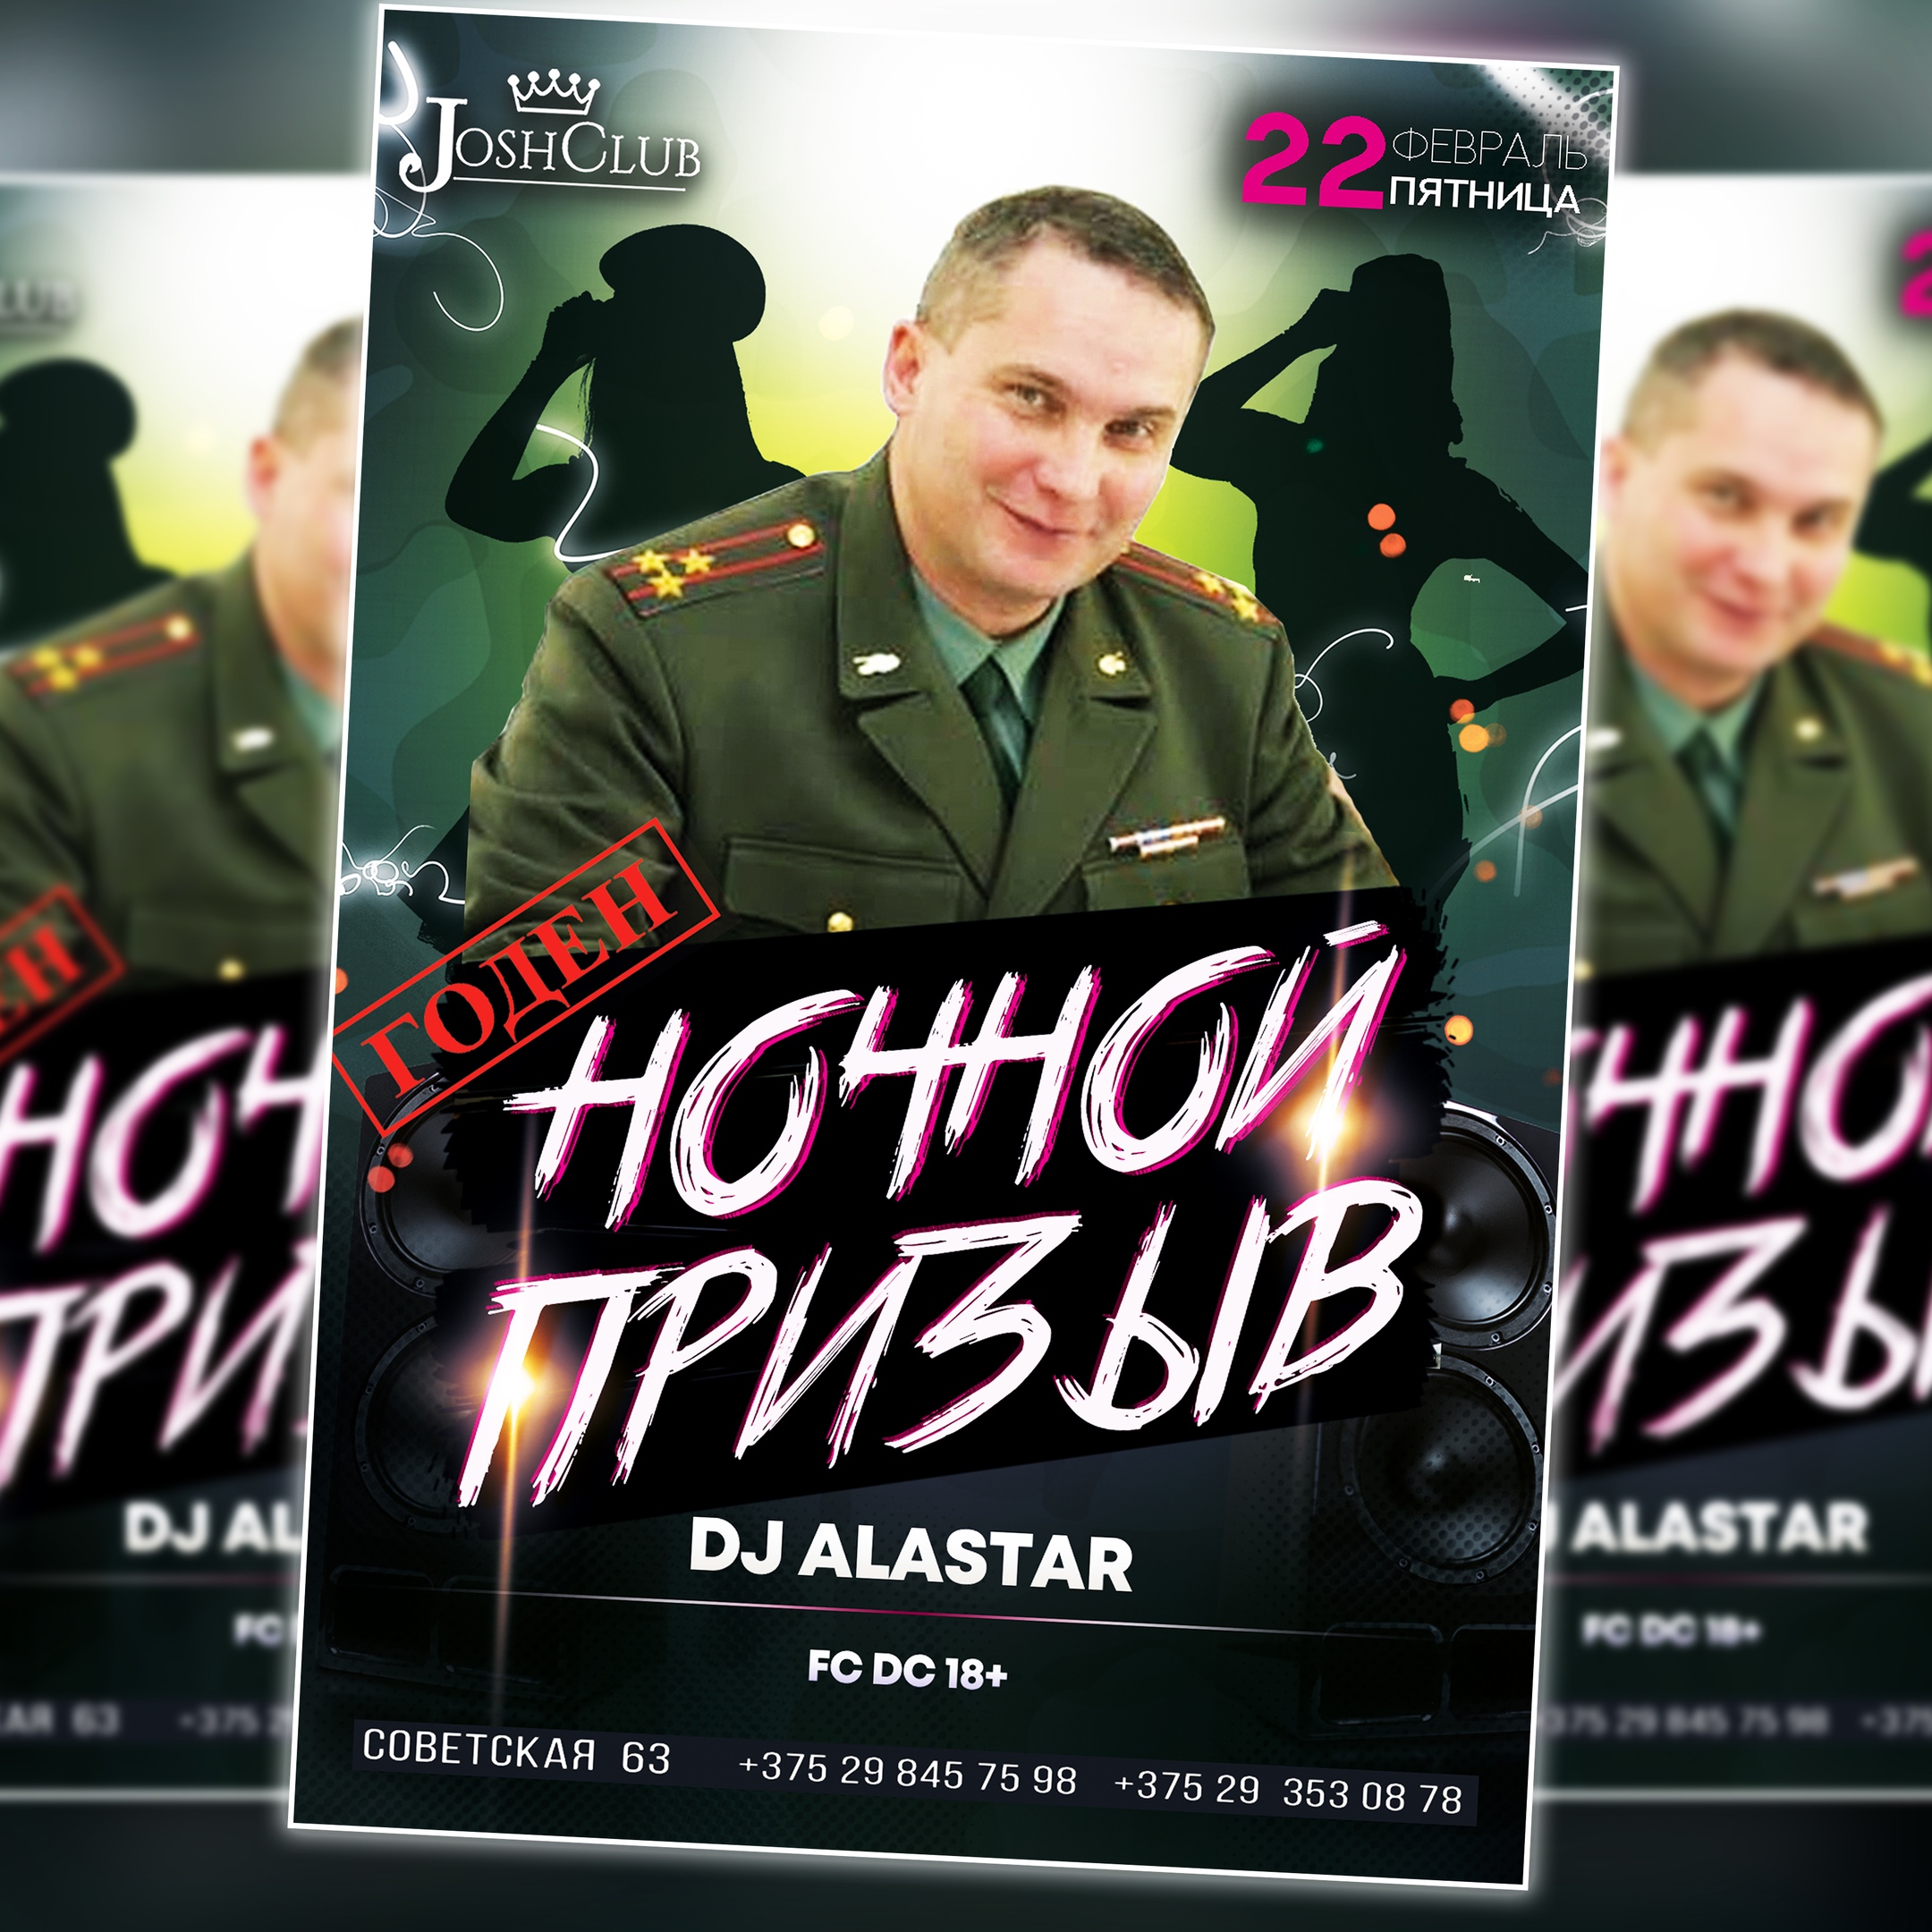 JoshClub
22 ФЕВРАЛЬ
ПЯТНИЦА
ГОДЕН
НОЧНОЙ
ПРИЗЫВ
DJ ALASTAR
FC DC 18+
СОВЕТСКАЯ 63 +375 29 845 75 98 +375 29 353 08 78